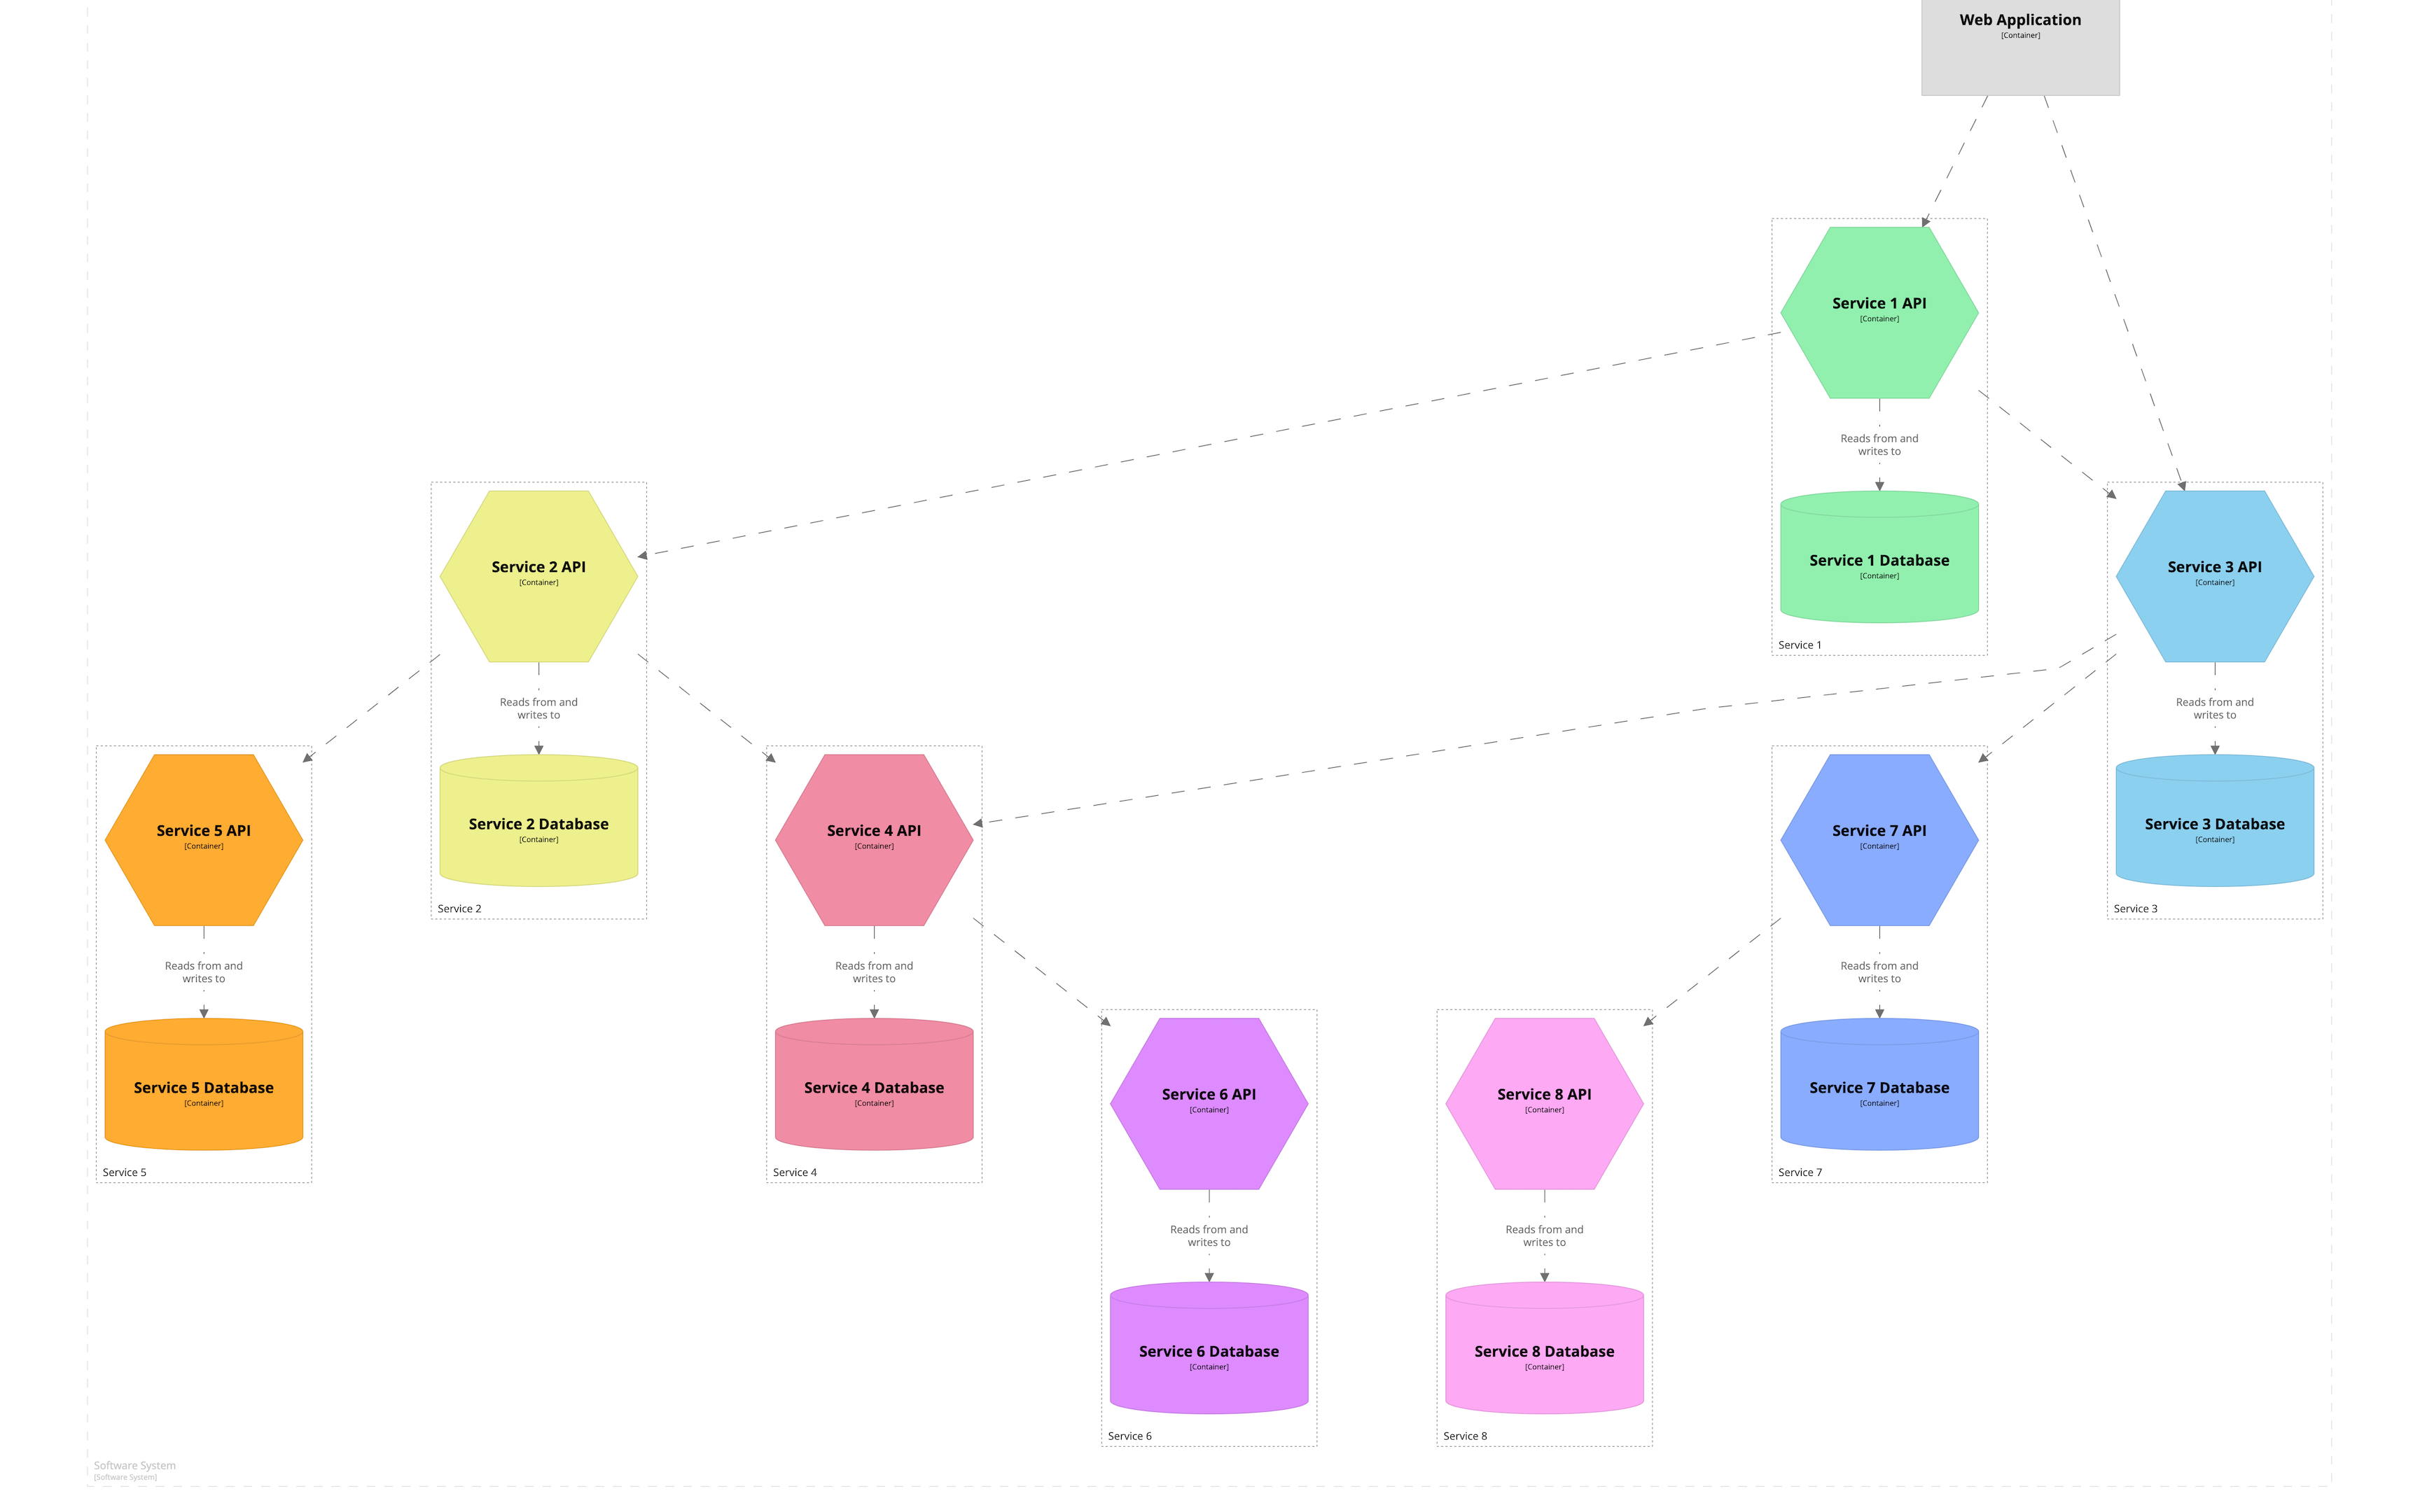 Web Application
[Container]
Service 1 API
[Container]
Reads from and
writes to
Service 1 Database
[Container]
Service 1
Service 2 API
[Container]
Reads from and
writes to
Service 2 Database
[Container]
Service 2
Service 3 API
[Container]
Reads from and
writes to
Service 3 Database
[Container]
Service 3
Service 5 API
[Container]
Reads from and
writes to
Service 5 Database
[Container]
Service 5
Service 4 API
[Container]
Reads from and
writes to
Service 4 Database
[Container]
Service 4
Service 7 API
[Container]
Reads from and
writes to
Service 7 Database
[Container]
Service 7
Service 6 API
[Container]
Reads from and
writes to
Service 6 Database
[Container]
Service 6
Service 8 API
[Container]
Reads from and
writes to
Service 8 Database
[Container]
Service 8
Software System
[Software System]